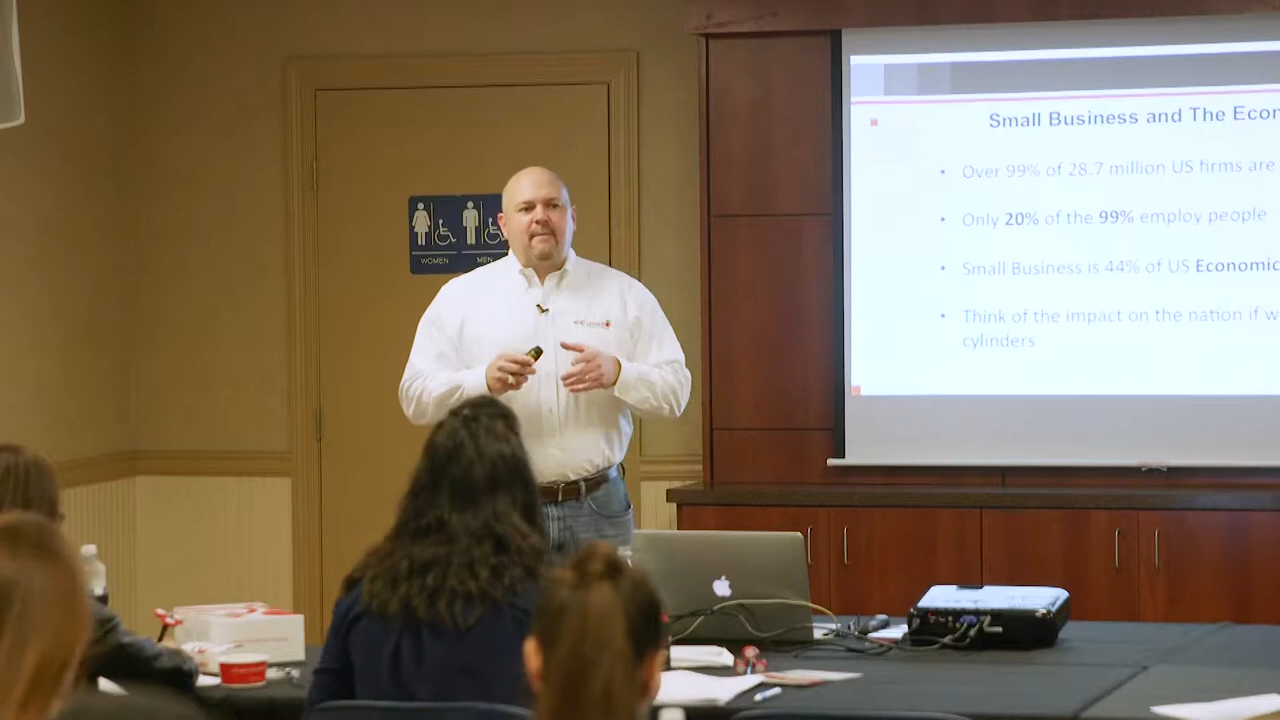 Small Business and The Econ
• Over 99% of 28.7 million US firms are
• Only 20% of the 99% employ people
• Small Business is 44% of US Economic
• Think of the impact on the nation if w
cylinders
WOMEN MEN